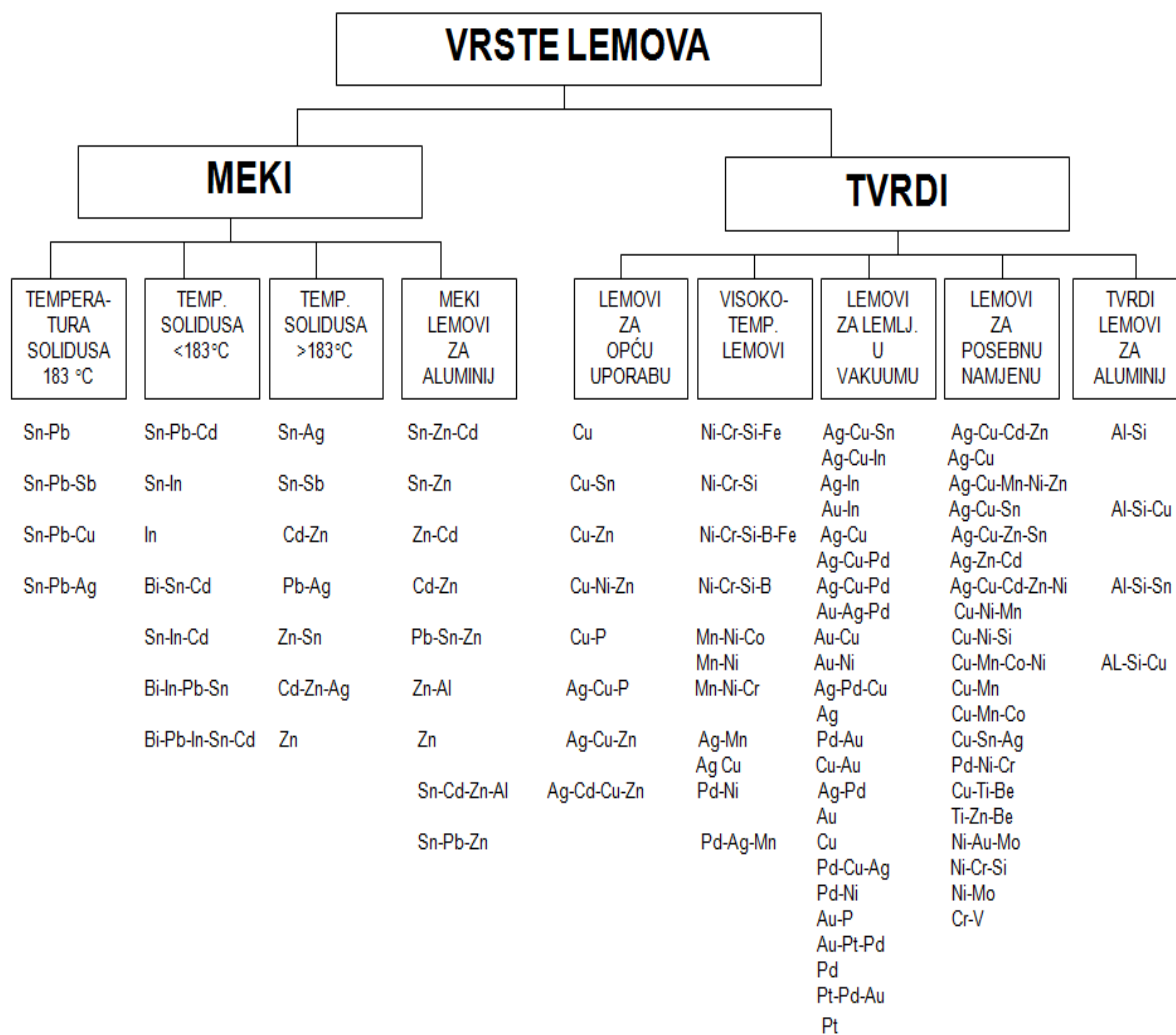 VRSTE LEMOVA
MEKI
TVRDI
TEMPERA-
TURA
SOLIDUSA
183 °C
TEMP.
SOLIDUSA
<183°C
TEMP.
SOLIDUSA
>183°C
MEKI
LEMOVI
ZA
ALUMINIJ
LEMOVI
ZA
OPĆU
UPORABU
VISOKO-
TEMP.
LEMOVI
LEMOVI
ZA LEMLJ.
U
VAKUUMU
LEMOVI
ZA
POSEBNU
NAMJENU
TVRDI
LEMOVI
ZA
ALUMINIJ
Sn-Pb
Sn-Pb-Sb
Sn-Pb-Cu
Sn-Pb-Ag
Sn-Pb-Cd
Sn-In
In
Bi-Sn-Cd
Sn-In-Cd
Bi-In-Pb-Sn
Bi-Pb-In-Sn-Cd
Sn-Ag
Sn-Sb
Cd-Zn
Pb-Ag
Zn-Sn
Cd-Zn-Ag
Zn
Sn-Zn-Cd
Sn-Zn
Zn-Cd
Cd-Zn
Pb-Sn-Zn
Zn-Al
Zn
Sn-Cd-Zn-Al
Sn-Pb-Zn
Cu
Cu-Sn
Cu-Zn
Cu-Ni-Zn
Cu-P
Ag-Cu-P
Ag-Cu-Zn
Ag-Cd-Cu-Zn
Ni-Cr-Si-Fe
Ni-Cr-Si
Ni-Cr-Si-B-Fe
Ni-Cr-Si-B
Mn-Ni-Co
Mn-Ni
Mn-Ni-Cr
Ag-Mn
Ag Cu
Pd-Ni
Pd-Ag-Mn
Ag-Cu-Sn
Ag-Cu-In
Ag-In
Au-In
Ag-Cu
Ag-Cu-Pd
Ag-Cu-Pd
Au-Ag-Pd
Au-Cu
Au-Ni
Ag-Pd-Cu
Ag
Pd-Au
Cu-Au
Ag-Pd
Au
Cu
Pd-Cu-Ag
Pd-Ni
Au-P
Au-Pt-Pd
Pd
Pt-Pd-Au
Pt
Ag-Cu-Cd-Zn
Ag-Cu
Ag-Cu-Mn-Ni-Zn
Ag-Cu-Sn
Ag-Cu-Zn-Sn
Ag-Zn-Cd
Ag-Cu-Cd-Zn-Ni
Cu-Ni-Mn
Cu-Ni-Si
Cu-Mn-Co-Ni
Cu-Mn
Cu-Mn-Co
Cu-Sn-Ag
Pd-Ni-Cr
Cu-Ti-Be
Ti-Zn-Be
Ni-Au-Mo
Ni-Cr-Si
Ni-Mo
Cr-V
Al-Si
Al-Si-Cu
Al-Si-Sn
AL-Si-Cu